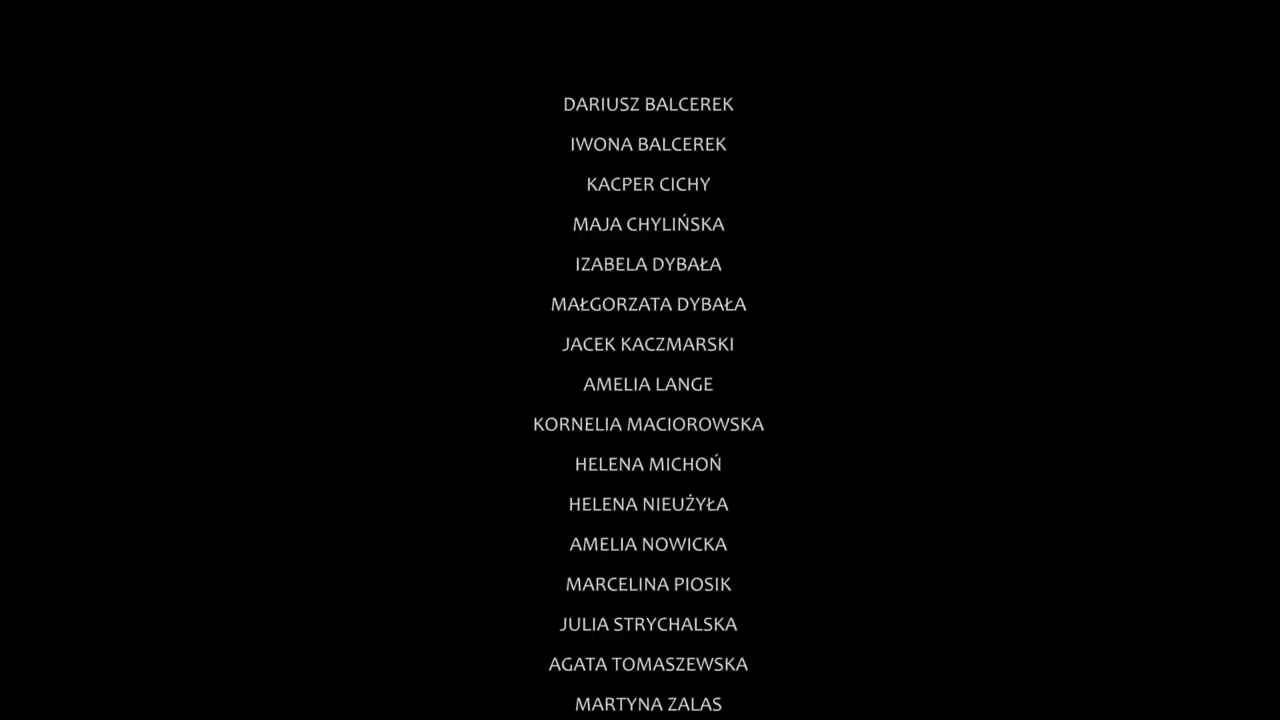 DARIUSZ BALCEREK
IWONA BALCEREK
KACPER CICHY
MAJA CHYLIŃSKA
IZABELA DYBAŁA
MAŁGORZATA DYBAŁA
JACEK KACZMARSKI
AMELIA LANGE
KORNELIA MACIOROWSKA
HELENA MICHOŃ
HELENA NIEUŻYŁA
AMELIA NOWICKA
MARCELINA PIOSIK
JULIA STRYCHALSKA
AGATA TOMASZEWSKA
MARTYNA ZALAS